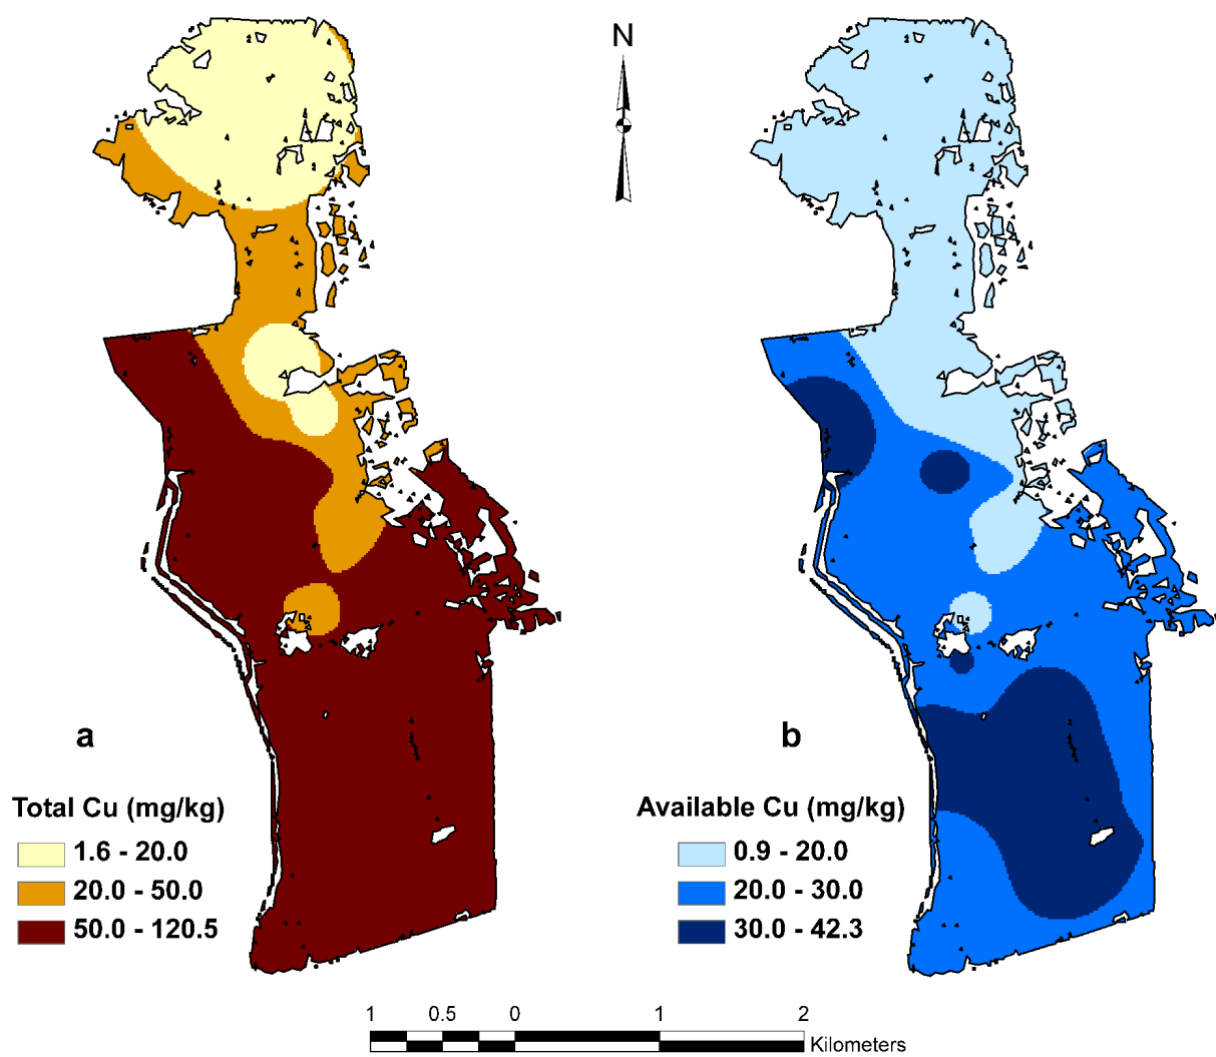 N
a
b
Total Cu (mg/kg)
1.6 - 20.0
20.0 - 50.0
50.0 - 120.5
Available Cu (mg/kg)
0.9 - 20.0
20.0 - 30.0
30.0 - 42.3
1 0.5 0 1 2
Kilometers